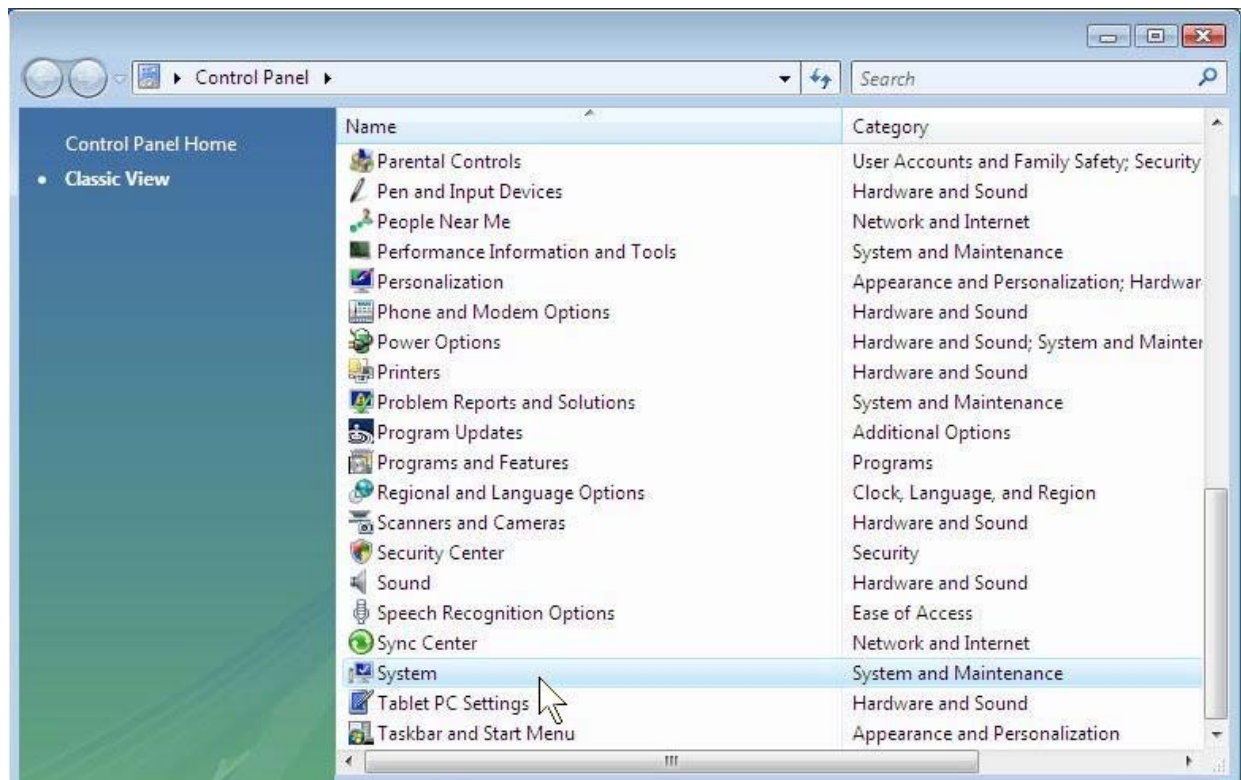 Control Panel
Search
Control Panel Home
Classic View
Name Category
Parental Controls User Accounts and Family Safety; Security
Pen and Input Devices Hardware and Sound
People Near Me Network and Internet
Performance Information and Tools System and Maintenance
Personalization Appearance and Personalization; Hardwar
Phone and Modem Options Hardware and Sound
Power Options Hardware and Sound; System and Mainten
Printers Hardware and Sound
Problem Reports and Solutions System and Maintenance
Program Updates Additional Options
Programs and Features Programs
Regional and Language Options Clock, Language, and Region
Scanners and Cameras Hardware and Sound
Security Center Security
Sound Hardware and Sound
Speech Recognition Options Ease of Access
Sync Center Network and Internet
System System and Maintenance
Tablet PC Settings Hardware and Sound
Taskbar and Start Menu Appearance and Personalization